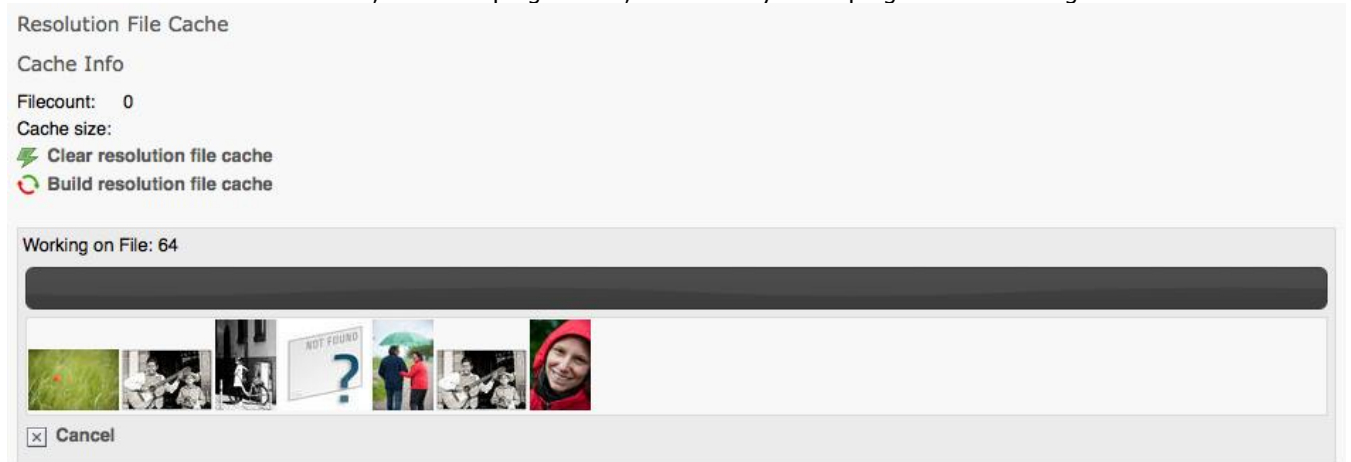 Resolution File Cache
Cache Info
Filecount: 0
Cache size:
Clear resolution file cache
Build resolution file cache
Working on File: 64
NOT FOUND
?
Cancel